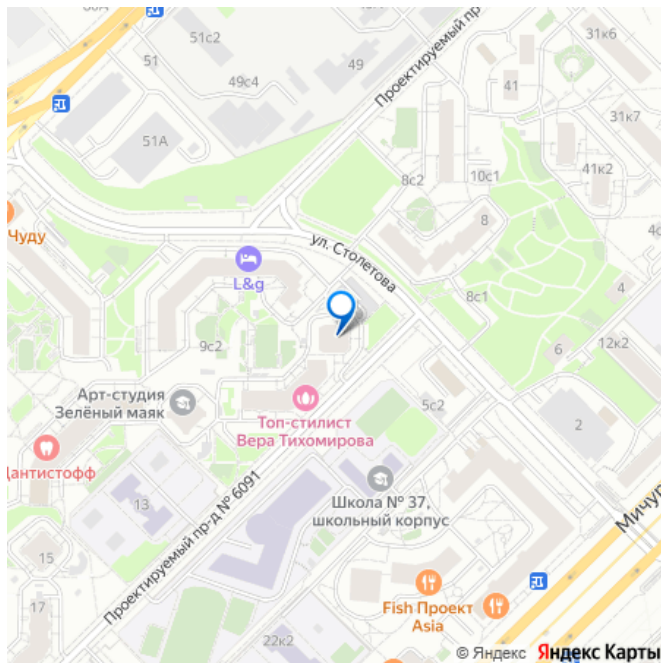 51с2
51
49с4
49
Проектируемый пр-
31к6
41
31к7
51А
41к2
8с2
10с1
8
Чуду
ул. Столетова
L&g
4
8с1
9с2
6
12к2
Арт-студия
Зелёный маяк
5с2
2
Топ-стилист
Вера Тихомирова
Дантистофф
13
Проектируемый пр-д № 6091
Школа № 37,
школьный корпус
Мичур
15
17
Fish Проект
Asia
22к2
© Яндекс Яндекс Карты